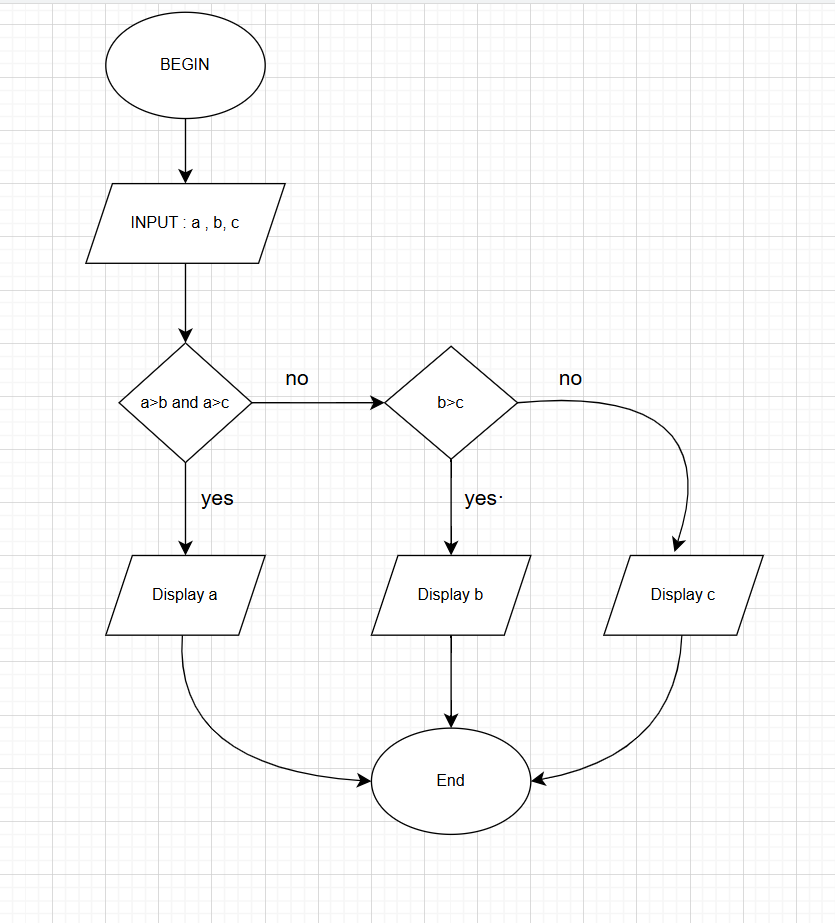 BEGIN
INPUT : a , b, c
a>b and a>c
no
b>c
no
yes
yes·
Display a
Display b
Display c
End